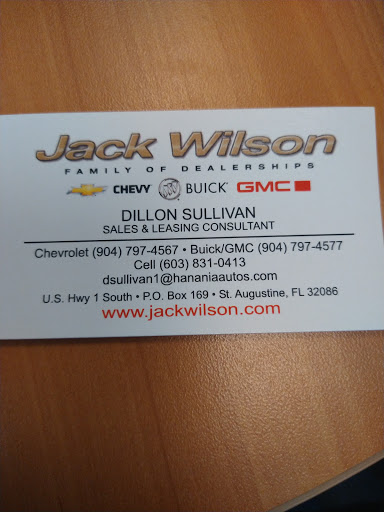 Jack Wilson
FAMILY OF DEALERSHIPS
CHEVY BUICK GMC
DILLON SULLIVAN
SALES & LEASING CONSULTANT
Chevrolet (904) 797-4567 • Buick/GMC (904) 797-4577
Cell (603) 831-0413
dsullivan1@hananiaautos.com
U.S. Hwy 1 South • P.O. Box 169 • St. Augustine, FL 32086
www.jackwilson.com